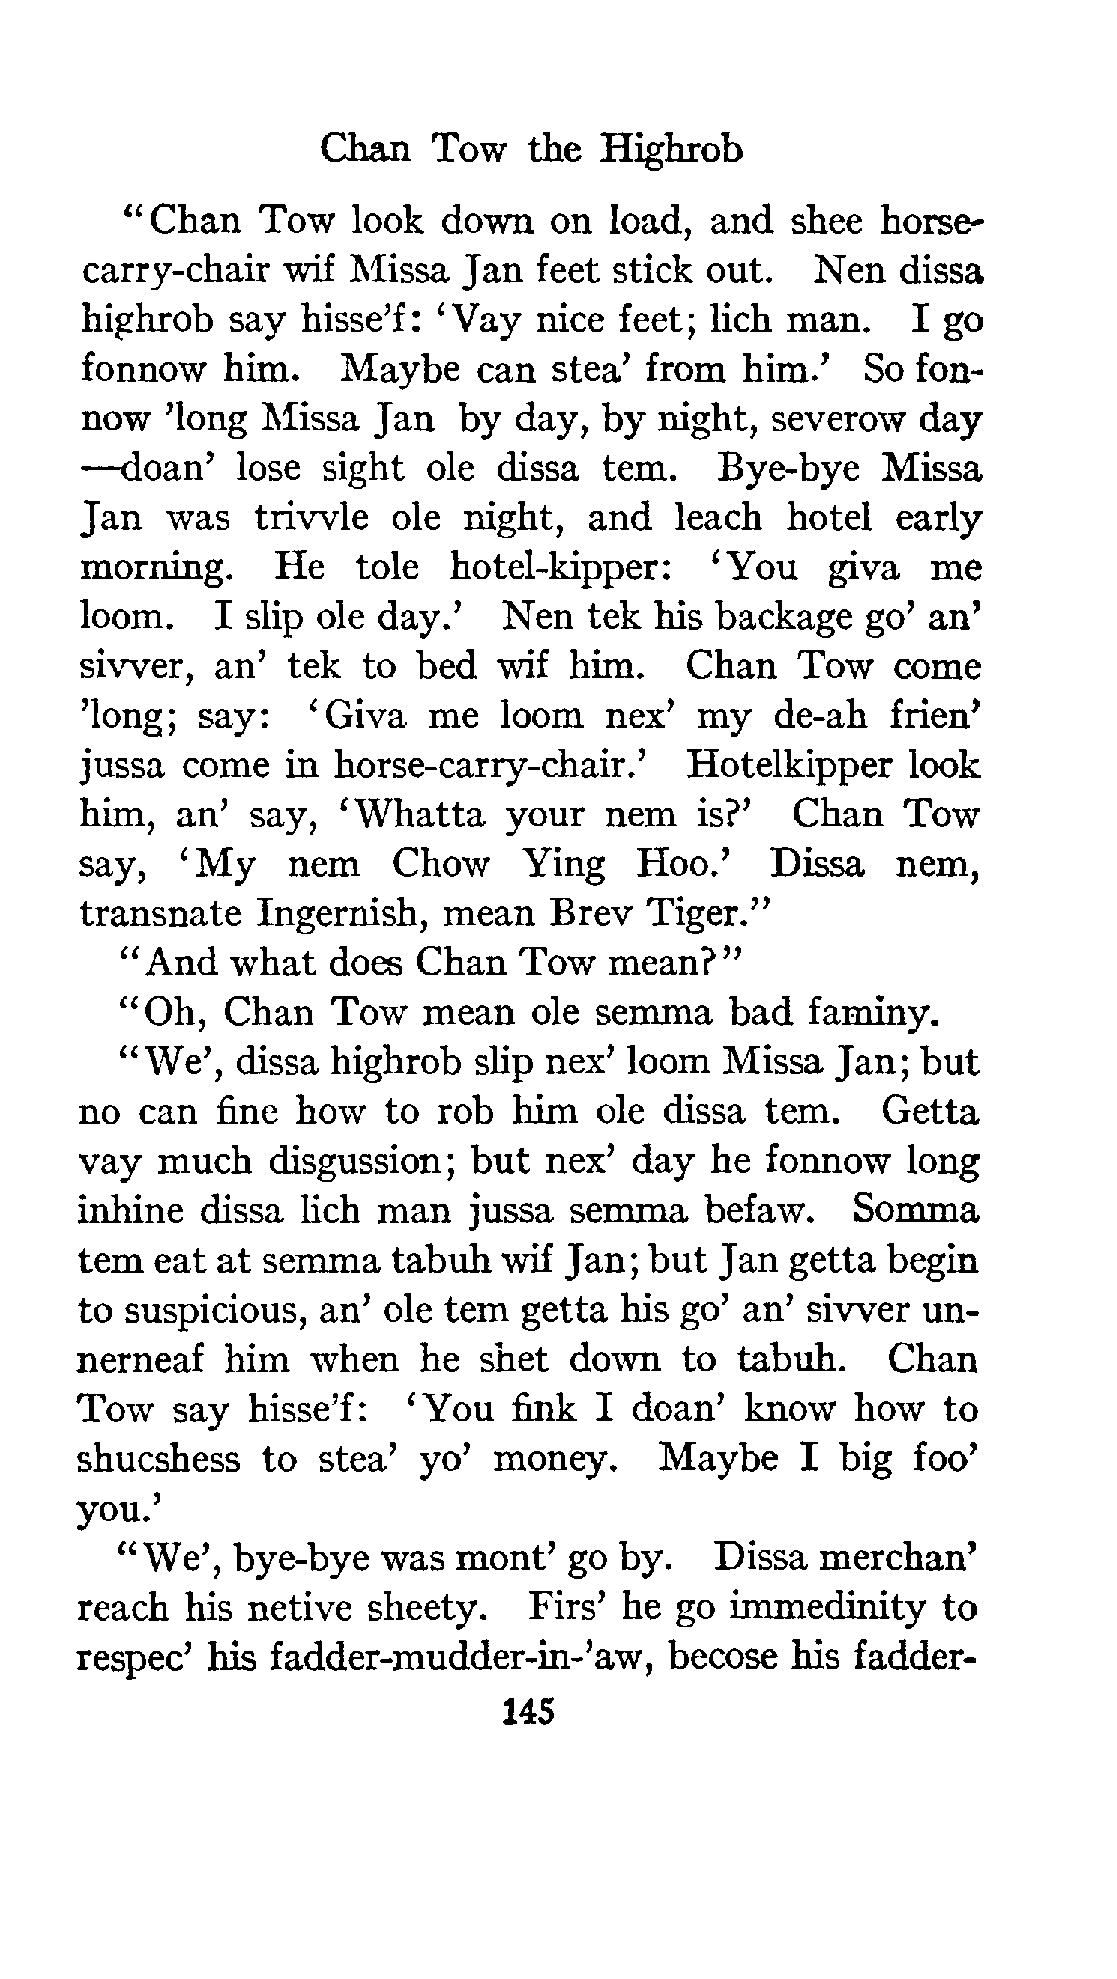 Chan Tow the Highrob
“Chan Tow look down on load, and shee horse-
carry-chair wif Missa Jan feet stick out. Nen dissa
highrob say hisse’f: ‘Vay nice feet; lich man. I go
fonnow him. Maybe can stea’ from him.’ So fon-
now ’long Missa Jan by day, by night, severow day
—doan’ lose sight ole dissa tem. Bye-bye Missa
Jan was trivvle ole night, and leach hotel early
morning. He tole hotel-kipper: ‘You giva me
loom. I slip ole day.’ Nen tek his backage go’ an’
sivver, an’ tek to bed wif him. Chan Tow come
’long; say: ‘Giva me loom nex’ my de-ah frien’
jussa come in horse-carry-chair.’ Hotelkipper look
him, an’ say, ‘Whatta your nem is?’ Chan Tow
say, ‘My nem Chow Ying Hoo.’ Dissa nem,
transnate Ingernish, mean Brev Tiger.”
“And what does Chan Tow mean?”
“Oh, Chan Tow mean ole semma bad faminy.
“We’, dissa highrob slip nex’ loom Missa Jan; but
no can fine how to rob him ole dissa tem. Getta
vay much disgussion; but nex’ day he fonnow long
inhine dissa lich man jussa semma befaw. Somma
tem eat at semma tabuh wif Jan; but Jan getta begin
to suspicious, an’ ole tem getta his go’ an’ sivver un-
nerneaf him when he shet down to tabuh. Chan
Tow say hisse’f: ‘You fink I doan’ know how to
shucshess to stea’ yo’ money. Maybe I big foo’
you.’
“We’, bye-bye was mont’ go by. Dissa merchan’
reach his netive sheety. Firs’ he go immedinity to
respec’ his fadder-mudder-in-’aw, becose his fadder-
145